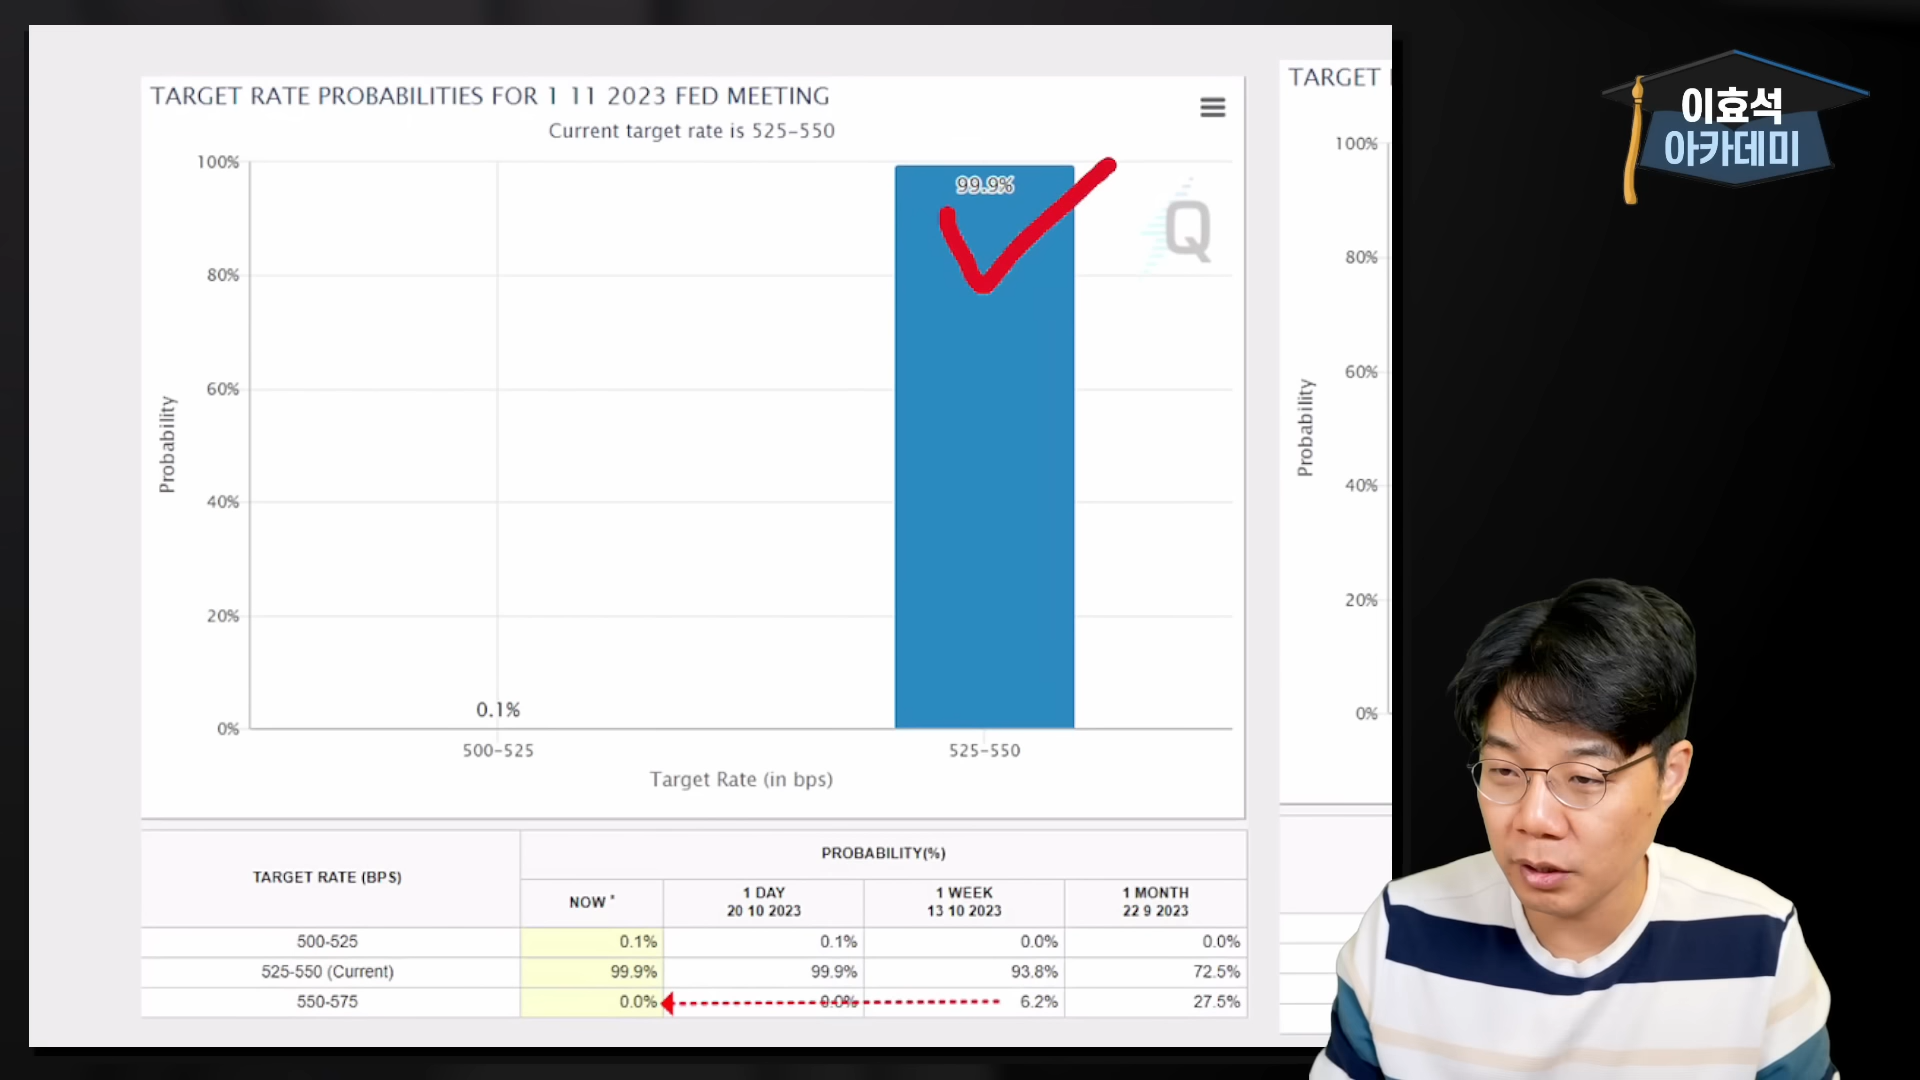 TARGET RATE PROBABILITIES FOR 1 11 2023 FED MEETING
Current target rate is 525-550
100%
80%
60%
40%
20%
0%
Probability
99.9%
0.1%
Q
500-525
525-550
Target Rate (in bps)
TARGET RATE (BPS)
PROBABILITY(%)
NOW *
1 DAY
20 10 2023
1 WEEK
13 10 2023
1 MONTH
22 9 2023
500-525 0.1% 0.1% 0.0% 0.0%
525-550 (Current) 99.9% 99.9% 93.8% 72.5%
550-575 0.0% 0.0% 6.2% 27.5%
TARGET
100%
80%
60%
40%
20%
0%
Probability
이효석
아카데미